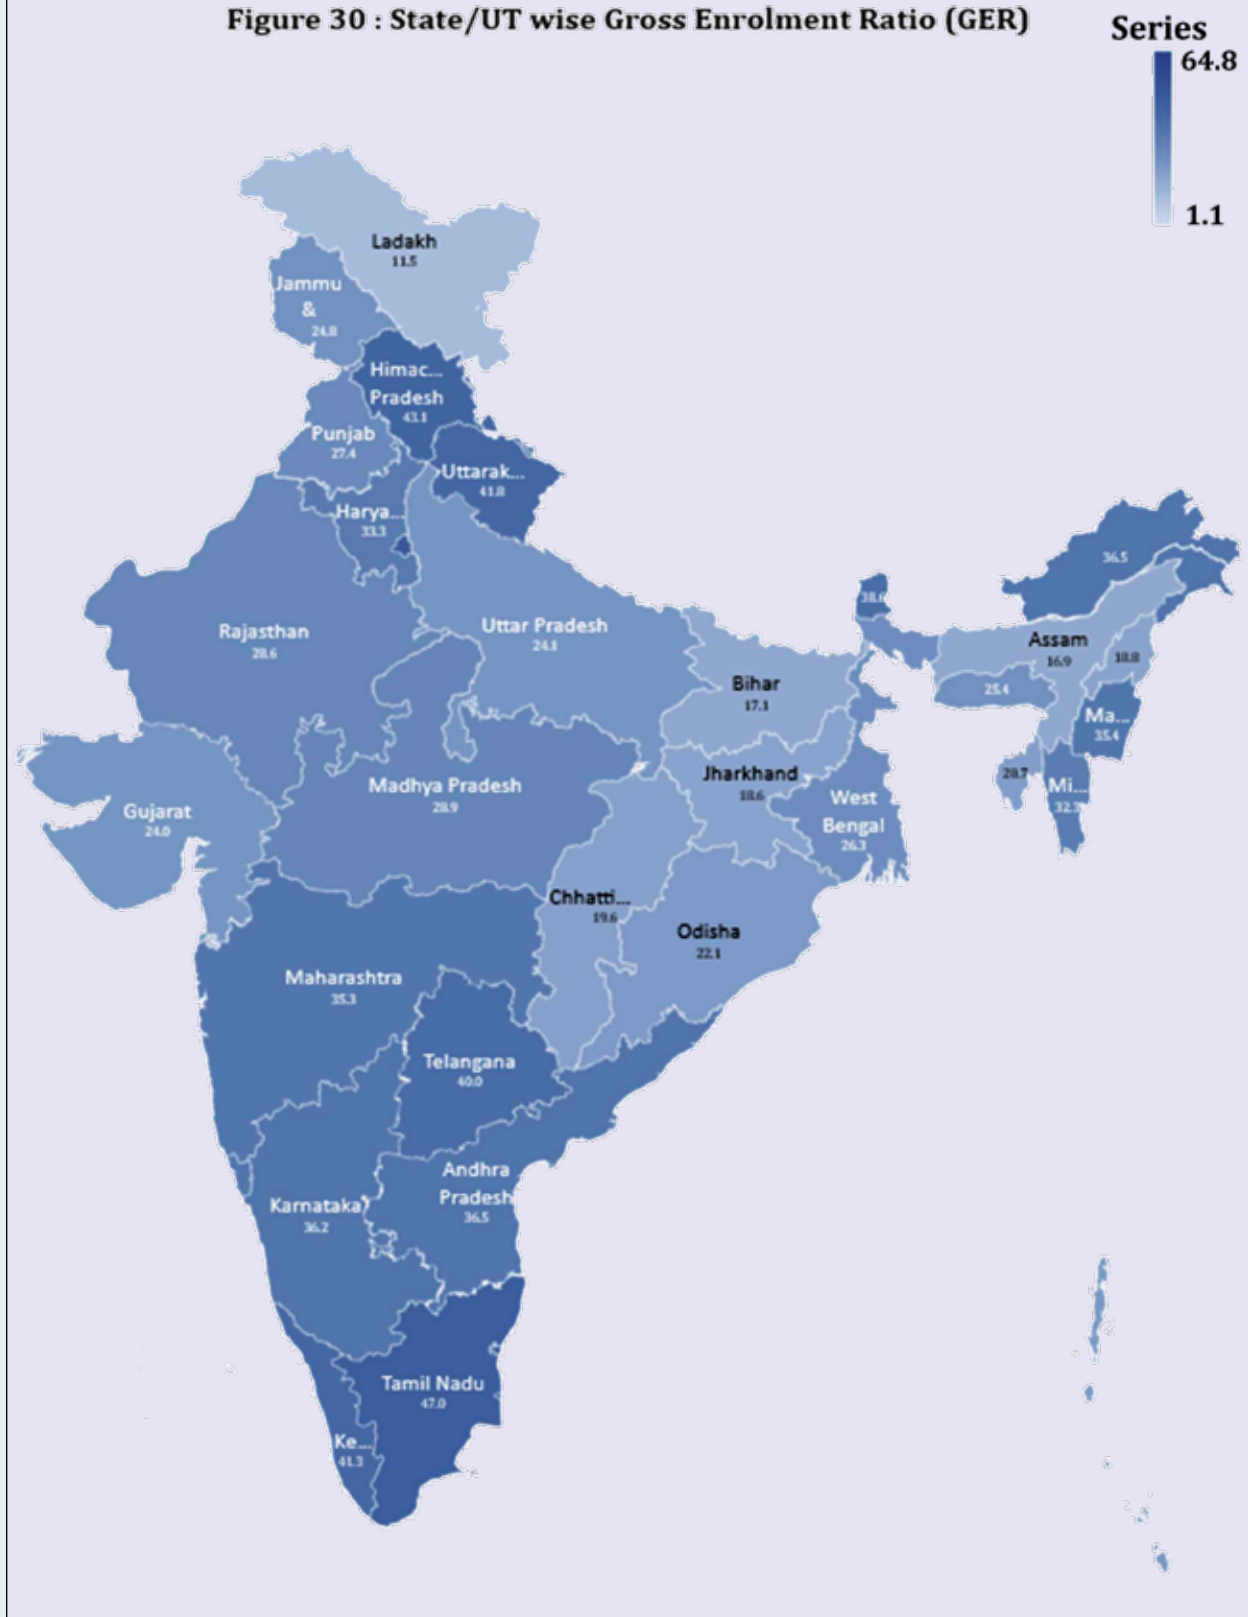 Figure 30 : State/UT wise Gross Enrolment Ratio (GER)
Series
64.8
1.1
Ladakh
11.5
Jammu
&
24.8
Himac...
Pradesh
43.1
Punjab
27.4
Uttarak...
41.8
Harya...
33.3
36.5
38.6
Rajasthan
28.6
Uttar Pradesh
24.1
Assam
16.9
18.8
Bihar
17.1
25.4
Ma...
35.4
Jharkhand
18.6
20.7
Mi...
32.3
Madhya Pradesh
28.9
Gujarat
24.0
West
Bengal
26.3
Chhatti...
19.6
Odisha
22.1
Maharashtra
35.3
Telangana
40.0
Andhra
Pradesh
36.5
Karnataka
36.2
Tamil Nadu
47.0
Ke...
41.3